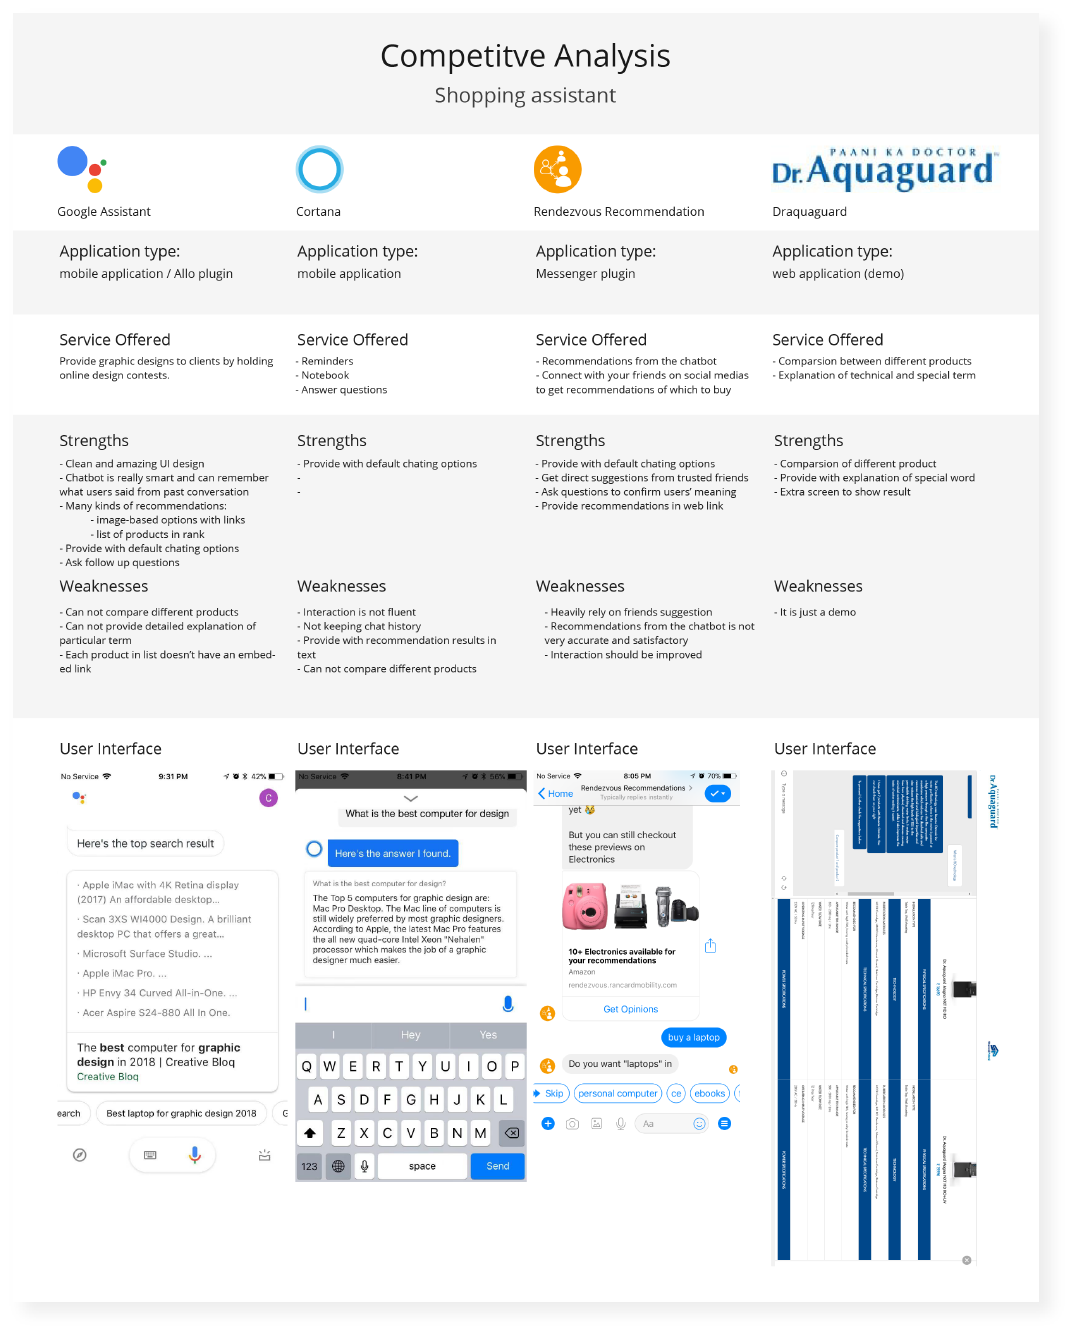 Competitve Analysis
Shopping assistant
PAANI KA DOCTOR
Dr. Aquaguard
Google Assistant
Cortana
Rendezvous Recommendation
Draquaguard
Application type:
mobile application / Allo plugin
Application type:
mobile application
Application type:
Messenger plugin
Application type:
web application (demo)
Service Offered
Provide graphic designs to clients by holding
online design contests.
Service Offered
- Reminders
- Notebook
- Answer questions
Service Offered
- Recommendations from the chatbot
- Connect with your friends on social medias
to get recommendations of which to buy
Service Offered
- Comparsion between different products
- Explanation of technical and special term
Strengths
- Clean and amazing UI design
- Chatbot is really smart and can remember
what users said from past conversation
- Many kinds of recommendations:
- image-based options with links
- list of products in rank
- Provide with default chating options
- Ask follow up questions
Strengths
- Provide with default chating options
-
-
Strengths
- Provide with default chating options
- Get direct suggestions from trusted friends
- Ask questions to confirm users' meaning
- Provide recommendations in web link
Strengths
- Comparsion of different product
- Provide with explanation of special word
- Extra screen to show result
Weaknesses
- Can not compare different products
- Can not provide detailed explanation of
particular term
- Each product in list doesn't have an embed-
ed link
Weaknesses
- Interaction is not fluent
- Not keeping chat history
- Provide with recommendation results in
text
- Can not compare different products
Weaknesses
- Heavily rely on friends suggestion
- Recommendations from the chatbot is not
very accurate and satisfactory
- Interaction should be improved
Weaknesses
- It is just a demo
User Interface
No Service 9:31 PM 42%
C
Here's the top search result
· Apple iMac with 4K Retina display
(2017) An affordable desktop...
· Scan 3XS WI4000 Design. A brilliant
desktop PC that offers a great...
· Microsoft Surface Studio. ...
· Apple iMac Pro. ...
· HP Envy 34 Curved All-in-One. ...
· Acer Aspire S24-880 All In One.
The best computer for graphic
design in 2018 | Creative Bloq
Creative Bloq
earch
Best laptop for graphic design 2018
G
User Interface
No Service 8:41 PM 56%
What is the best computer for design
Here's the answer I found.
What is the best computer for design?
The Top 5 computers for graphic design are:
Mac Pro Desktop. The Mac line of computers is
still widely preferred by most graphic designers.
According to Apple, the latest Mac Pro features
the all new quad-core Intel Xeon "Nehalen"
processor which makes the job of a graphic
designer much easier.
I Hey Yes
Q W E R T Y U I O P
A S D F G H J K L
Z X C V B N M
123 space Send
User Interface
No Service 8:05 PM 70%
Home
Rendezvous Recommendations
Typically replies instantly
yet
But you can still checkout
these previews on
Electronics
10+ Electronics available for
your recommendations
Amazon
rendezvous.rancardmobility.com
Get Opinions
buy a laptop
Do you want "laptops" in
Skip
personal computer
ce
ebooks
Aa
User Interface
Dr. Aquaguard